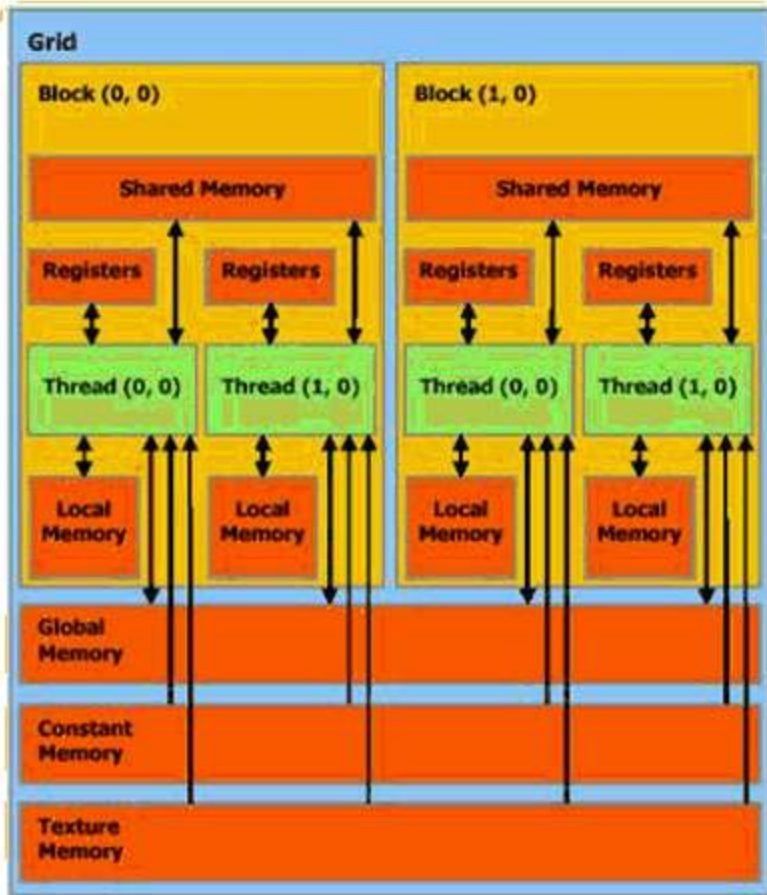 Grid
Block (0, 0)
Block (1, 0)
Shared Memory
Shared Memory
Registers
Registers
Registers
Registers
Thread (0, 0)
Thread (1, 0)
Thread (0, 0)
Thread (1, 0)
Local
Memory
Local
Memory
Local
Memory
Local
Memory
Global
Memory
Constant
Memory
Texture
Memory